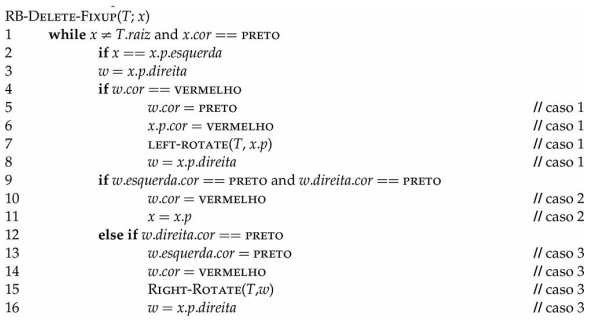 RB-DELETE-FIXUP(T; x)
1 while x ≠ T.raiz and x.cor == PRETO
2 if x == x.p.esquerda
3 w = x.p.direita
4 if w.cor == VERMELHO
5 w.cor = PRETO // caso 1
6 x.p.cor = VERMELHO // caso 1
7 LEFT-ROTATE(T, x.p) // caso 1
8 w = x.p.direita // caso 1
9 if w.esquerda.cor == PRETO and w.direita.cor == PRETO
10 w.cor = VERMELHO // caso 2
11 x = x.p // caso 2
12 else if w.direita.cor == PRETO
13 w.esquerda.cor = PRETO // caso 3
14 w.cor = VERMELHO // caso 3
15 RIGHT-ROTATE(T,w) // caso 3
16 w = x.p.direita // caso 3